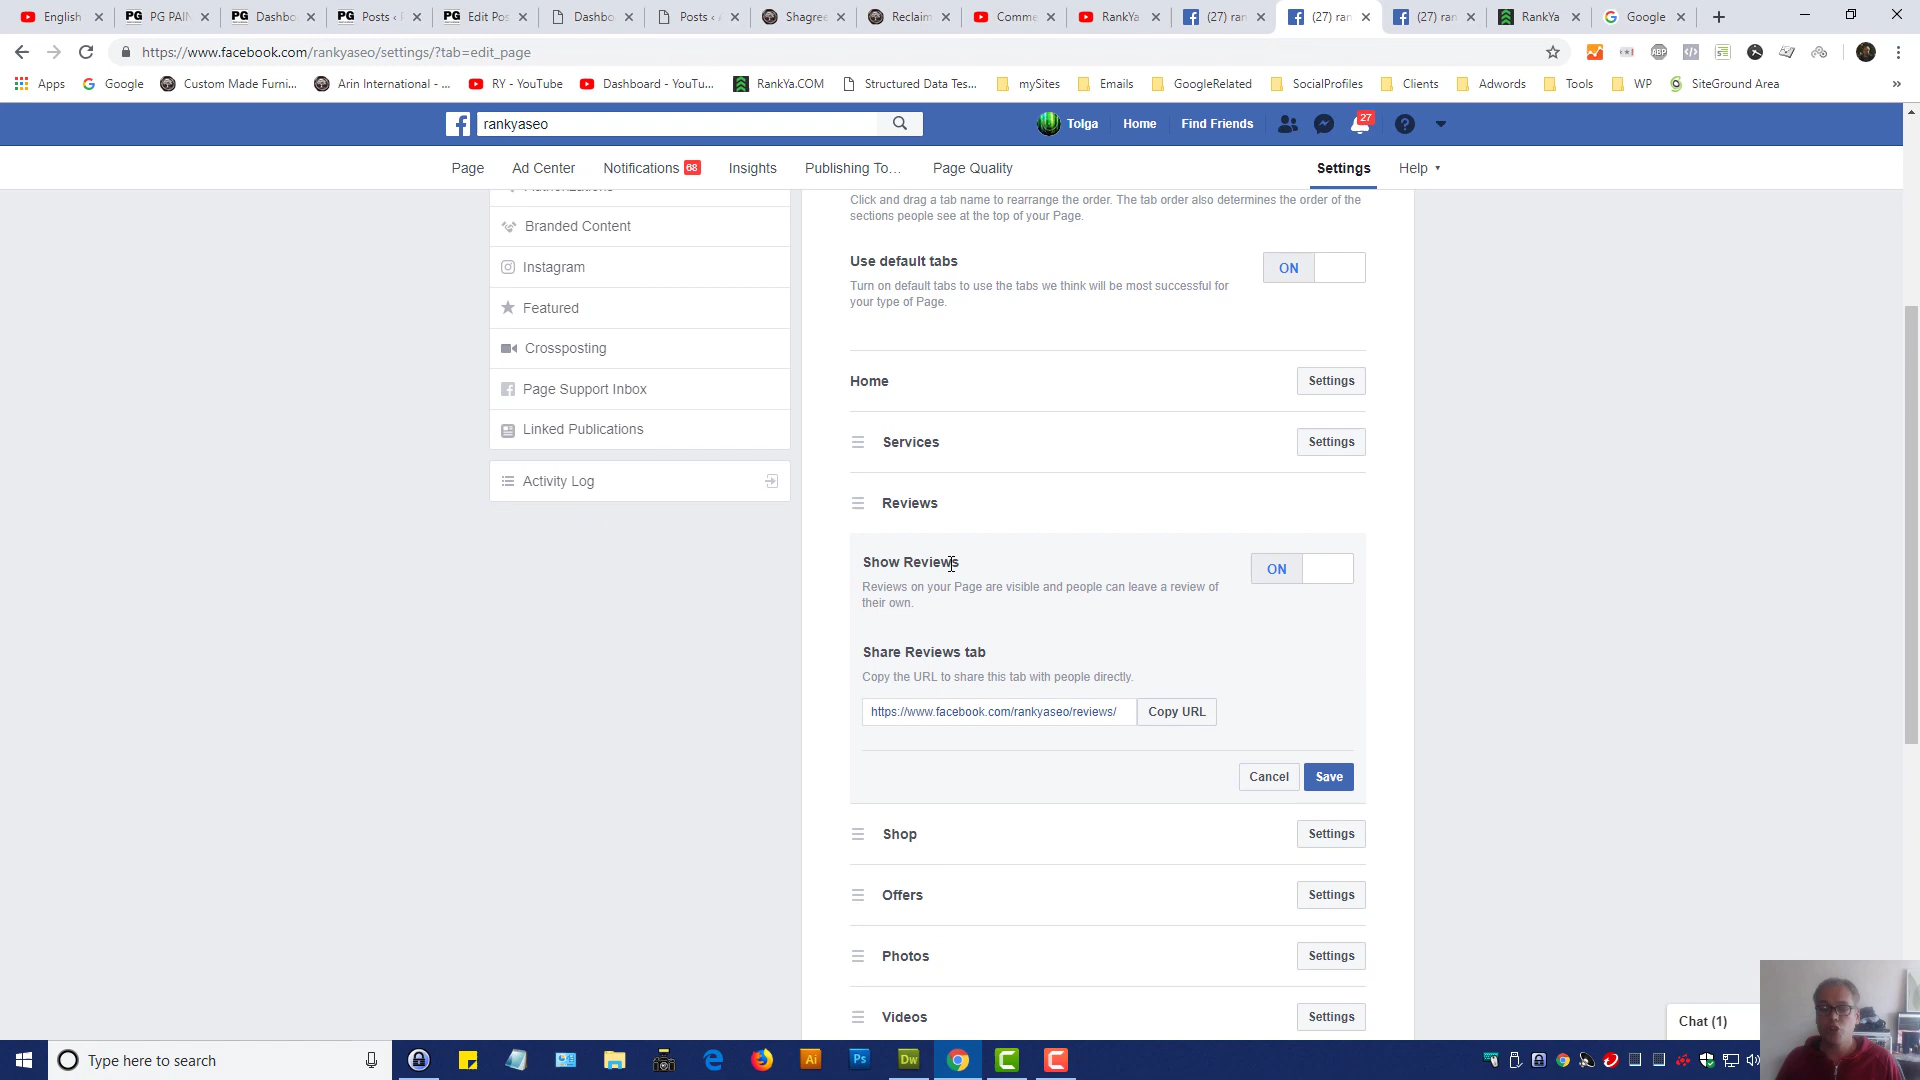 English
PG PAIN
Dashbo
Posts ‹
Edit Pos
Dashbo
Posts ‹
Shagree
Reclaim
Comme
RankYa
(27) ran
(27) ran
(27) ran
RankYa
Google
https://www.facebook.com/rankyaseo/settings/?tab=edit_page
Apps
Google
Custom Made Furni...
Arin International - ...
RY - YouTube
Dashboard - YouTu...
RankYa.COM
Structured Data Tes...
mySites
Emails
GoogleRelated
SocialProfiles
Clients
Adwords
Tools
WP
SiteGround Area
»
rankyaseo
Tolga
Home
Find Friends
27
Page
Ad Center
Notifications 68
Insights
Publishing To...
Page Quality
Settings
Help
Branded Content
Instagram
Featured
Crossposting
Page Support Inbox
Linked Publications
Activity Log
Click and drag a tab name to rearrange the order. The tab order also determines the order of the
sections people see at the top of your Page.
Use default tabs
ON
Turn on default tabs to use the tabs we think will be most successful for
your type of Page.
Home
Settings
Services
Settings
Reviews
Show Reviews
ON
Reviews on your Page are visible and people can leave a review of
their own.
Share Reviews tab
Copy the URL to share this tab with people directly.
https://www.facebook.com/rankyaseo/reviews/
Copy URL
Cancel
Save
Shop
Settings
Offers
Settings
Photos
Settings
Videos
Settings
Chat (1)
Type here to search
Ai
Ps
Dw